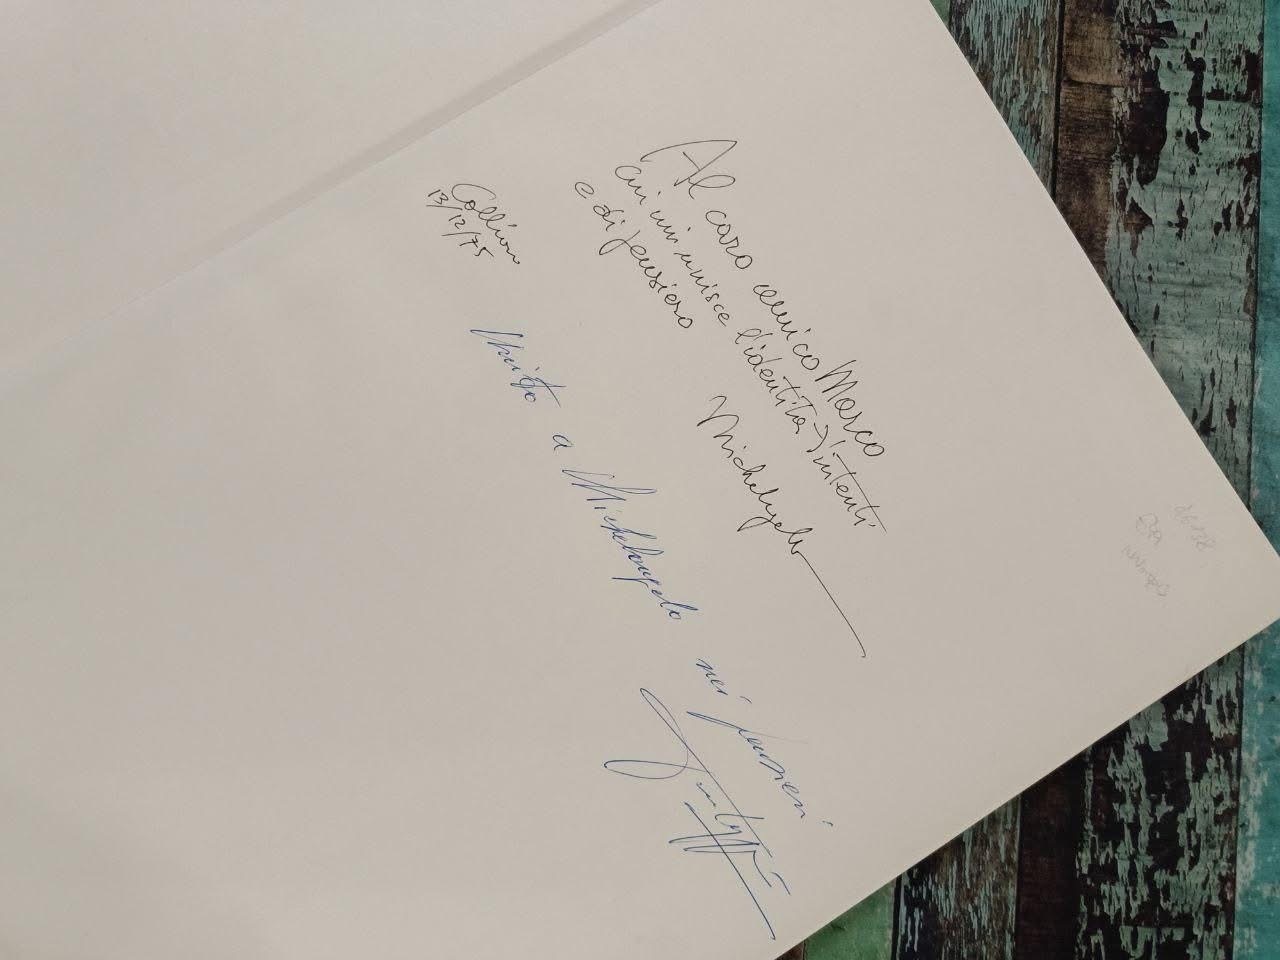 Al caro amico Marco
cui mi unisce l'identità d'intenti
e di pensiero
Michelangelo
13/12/75
Unito a Michelangelo nei pensieri